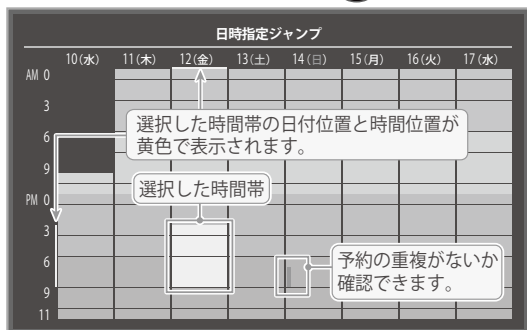 日時指定ジャンプ
10(水) 11(木) 12(金) 13(土) 14(日) 15(月) 16(火) 17(水)
AM 0
3
選択した時間帯の日付位置と時間位置が
6
黄色で表示されます。
9
選択した時間帯
PM 0
3
予約の重複がないか
6
確認できます。
9
11